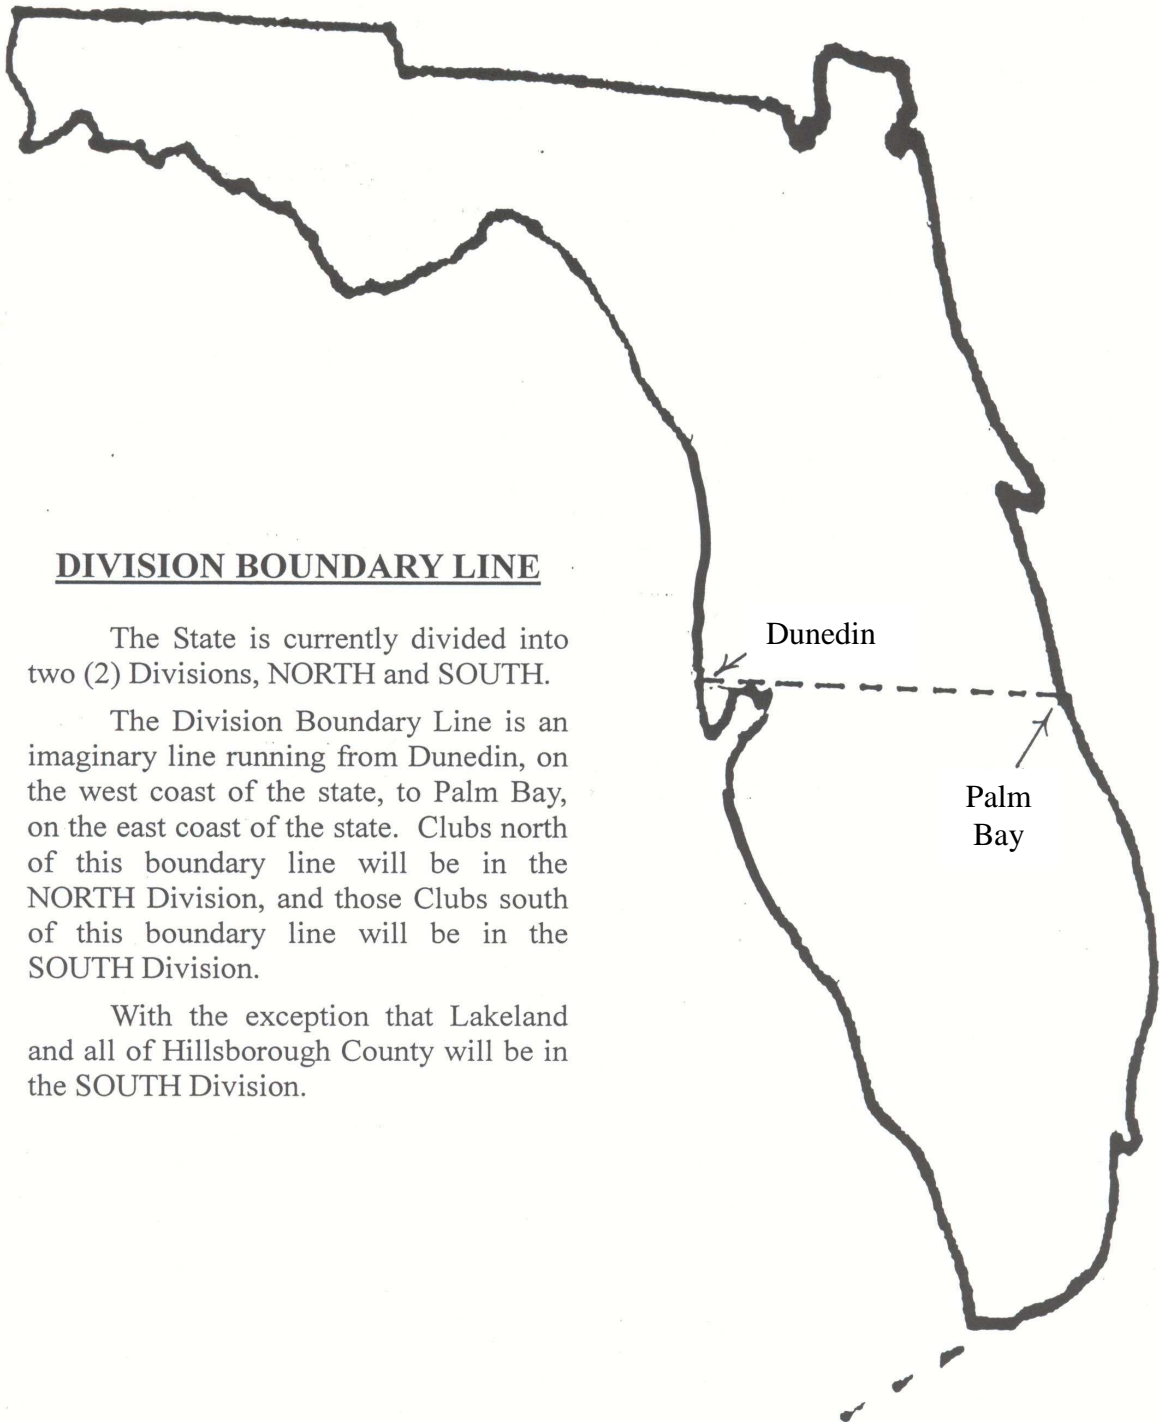 DIVISION BOUNDARY LINE
The State is currently divided into
two (2) Divisions, NORTH and SOUTH.
The Division Boundary Line is an
imaginary line running from Dunedin, on
the west coast of the state, to Palm Bay,
on the east coast of the state. Clubs north
of this boundary line will be in the
NORTH Division, and those Clubs south
of this boundary line will be in the
SOUTH Division.
With the exception that Lakeland
and all of Hillsborough County will be in
the SOUTH Division.
Dunedin
Palm
Bay